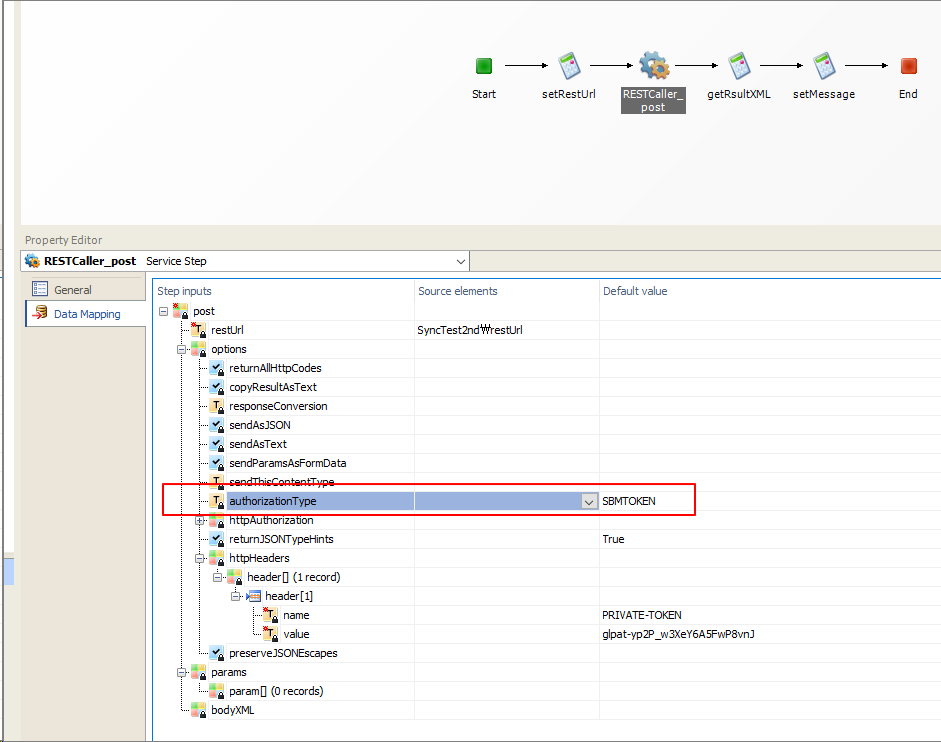 Start
setRestUrl
RESTCaller_
post
getRsultXML
setMessage
End
Property Editor
RESTCaller_post Service Step
General
Data Mapping
Step inputs Source elements Default value
post
restUrl SyncTest2nd₩restUrl
options
returnAllHttpCodes
copyResultAsText
responseConversion
sendAsJSON
sendAsText
sendParamsAsFormData
sendThisContentType
authorizationType SBMTOKEN
httpAuthorization
returnJSONTypeHints True
httpHeaders
header[] (1 record)
header[1]
name PRIVATE-TOKEN
value glpat-yp2P_w3XeY6A5FwP8vnJ
preserveJSONEscapes
params
param[] (0 records)
bodyXML